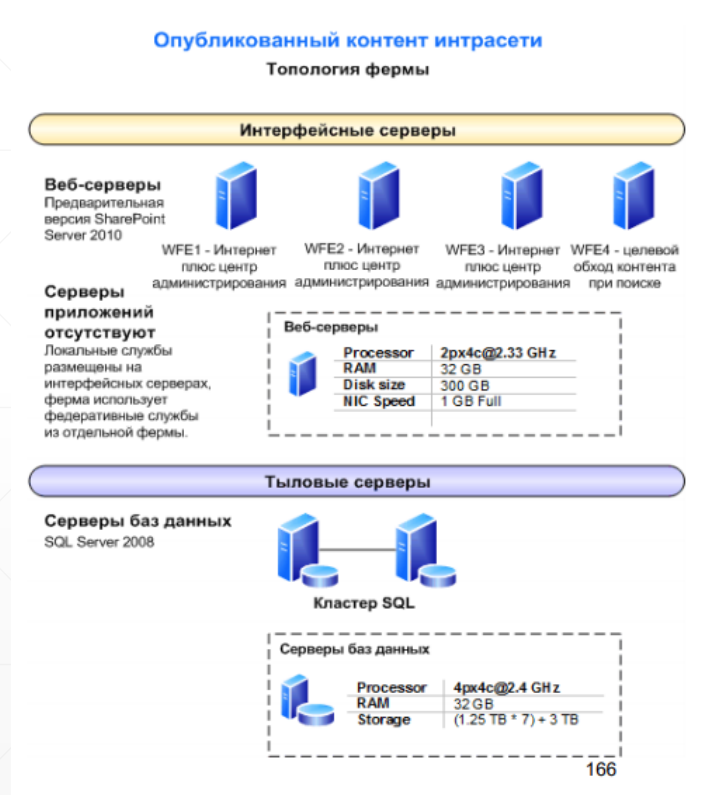 Опубликованный контент интрасети
Топология фермы
Интерфейсные серверы
Веб-серверы
Предварительная
версия SharePoint
Server 2010
WFE1 - Интернет
плюс центр
администрирования
WFE2 - Интернет
плюс центр
администрирования
WFE3 - Интернет
плюс центр
администрирования
WFE4 - целевой
обход контента
при поиске
Серверы
приложений
отсутствуют
Локальные службы
размещены на
интерфейсных серверах,
ферма использует
федеративные службы
из отдельной фермы.
Веб-серверы
Processor 2px4c@2.33 GHz
RAM 32 GB
Disk size 300 GB
NIC Speed 1 GB Full
Тыловые серверы
Серверы баз данных
SQL Server 2008
Кластер SQL
Серверы баз данных
Processor 4px4c@2.4 GHz
RAM 32 GB
Storage (1.25 TB * 7) + 3 TB
166